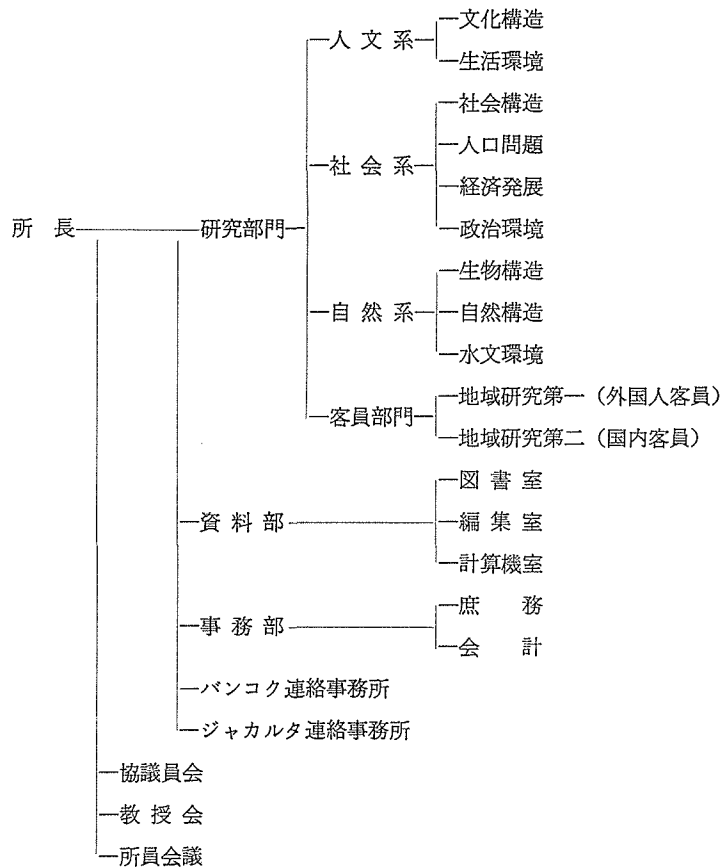 人文系
文化構造
生活環境
社会系
社会構造
人口問題
経済発展
政治環境
所長
研究部門
自然系
生物構造
自然構造
水文環境
客員部門
地域研究第一（外国人客員）
地域研究第二（国内客員）
資料部
図書室
編集室
計算機室
事務部
庶務
会計
バンコク連絡事務所
ジャカルタ連絡事務所
協議員会
教授会
所員会議